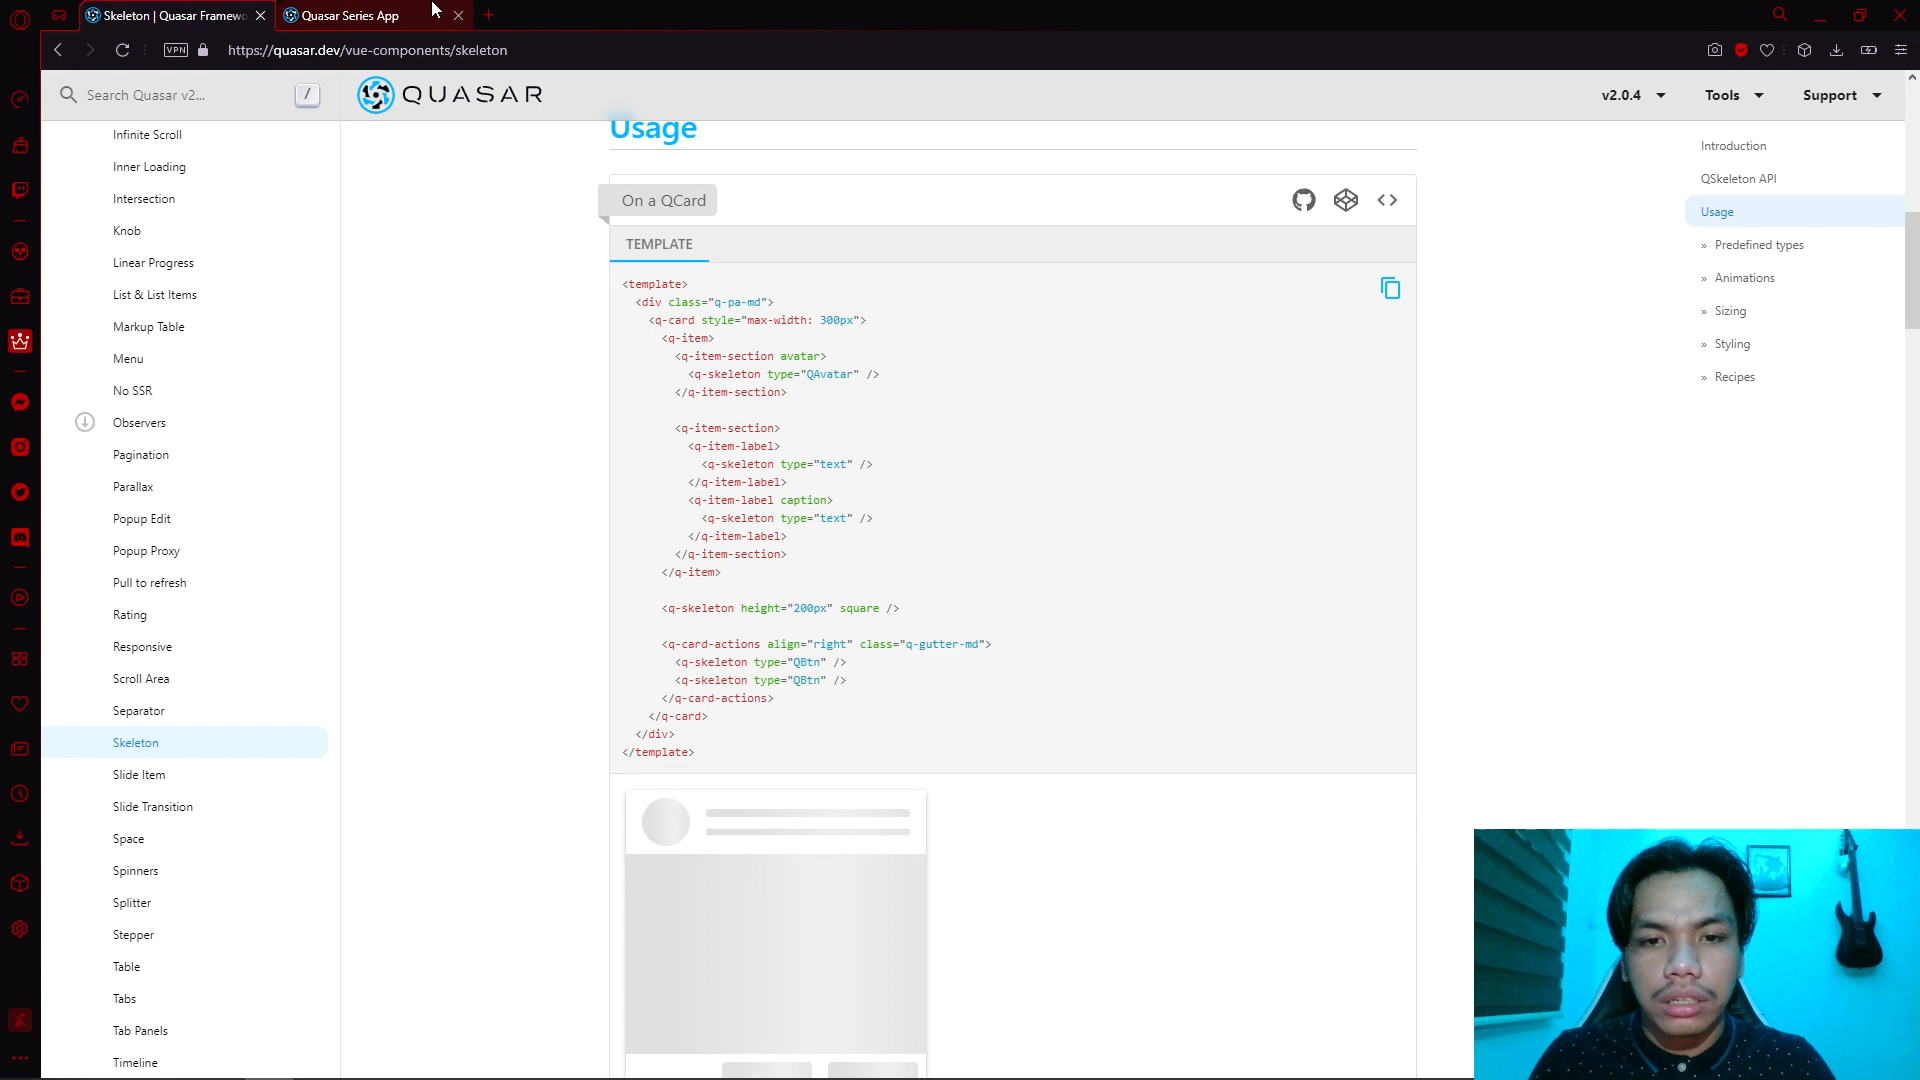 Skeleton | Quasar Framewo
Quasar Series App
VPN
https://quasar.dev/vue-components/skeleton
Search Quasar v2...
/
QUASAR
v2.0.4
Tools
Support
Infinite Scroll
Inner Loading
Intersection
Knob
Linear Progress
List & List Items
Markup Table
Menu
No SSR
Observers
Pagination
Parallax
Popup Edit
Popup Proxy
Pull to refresh
Rating
Responsive
Scroll Area
Separator
Skeleton
Slide Item
Slide Transition
Space
Spinners
Splitter
Stepper
Table
Tabs
Tab Panels
Timeline
Usage
On a QCard
TEMPLATE
<template>
<div class="q-pa-md">
<q-card style="max-width: 300px">
<q-item>
<q-item-section avatar>
<q-skeleton type="QAvatar" />
</q-item-section>
<q-item-section>
<q-item-label>
<q-skeleton type="text" />
</q-item-label>
<q-item-label caption>
<q-skeleton type="text" />
</q-item-label>
</q-item-section>
</q-item>
<q-skeleton height="200px" square />
<q-card-actions align="right" class="q-gutter-md">
<q-skeleton type="QBtn" />
<q-skeleton type="QBtn" />
</q-card-actions>
</q-card>
</div>
</template>
Introduction
QSkeleton API
Usage
» Predefined types
» Animations
» Sizing
» Styling
» Recipes